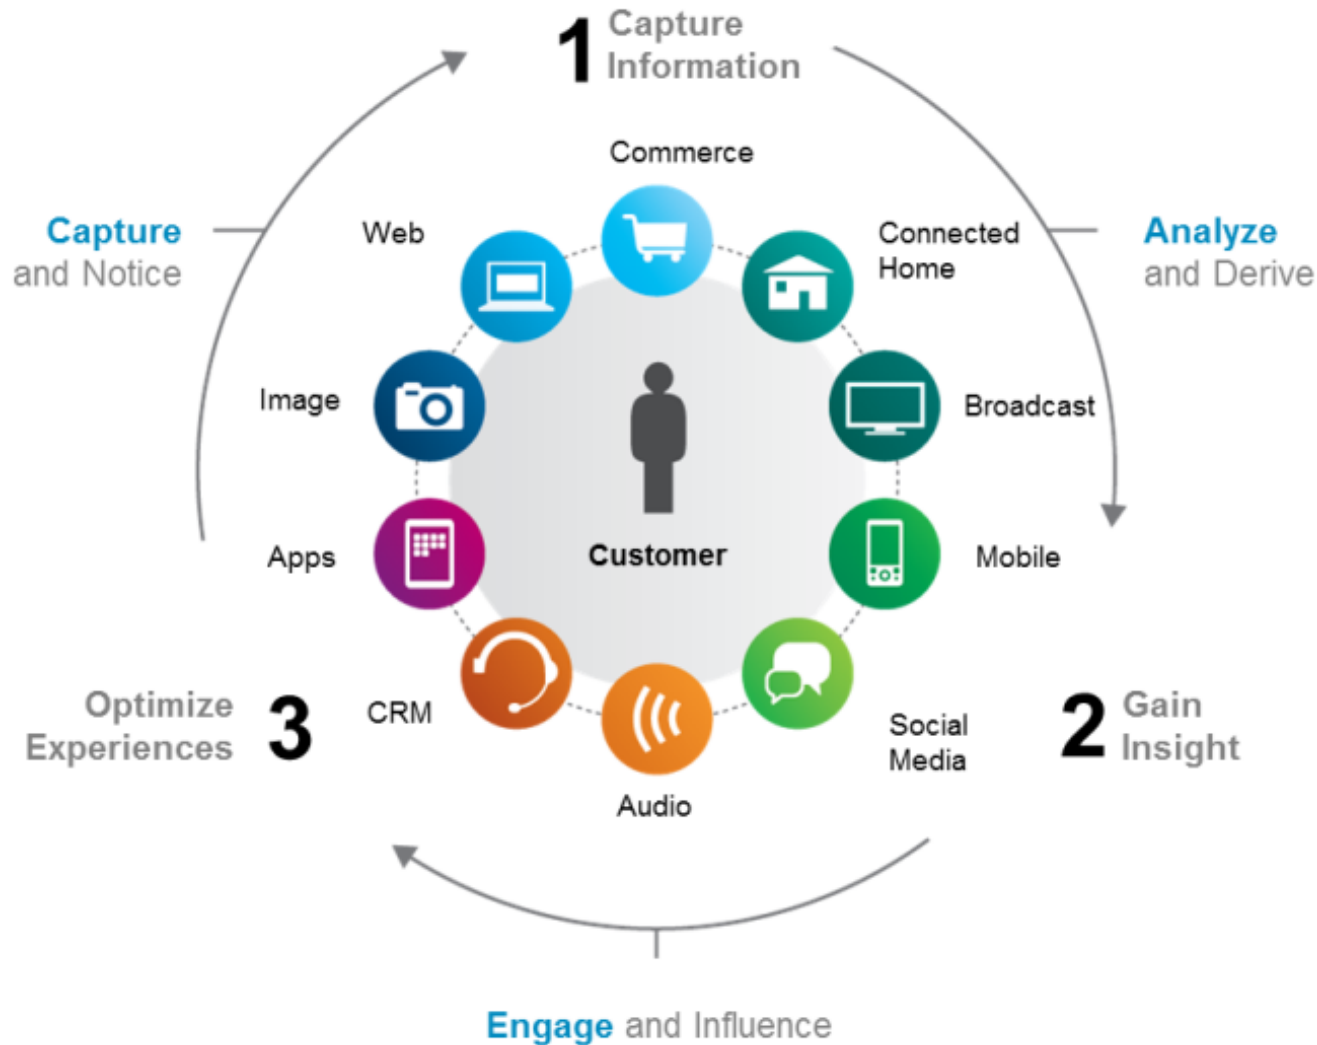 1
Capture
Information
Commerce
Web
Connected
Home
Capture
and Notice
Analyze
and Derive
Image
Broadcast
Apps
Customer
Mobile
Optimize
Experiences
3
CRM
Social
Media
2
Gain
Insight
Audio
Engage and Influence